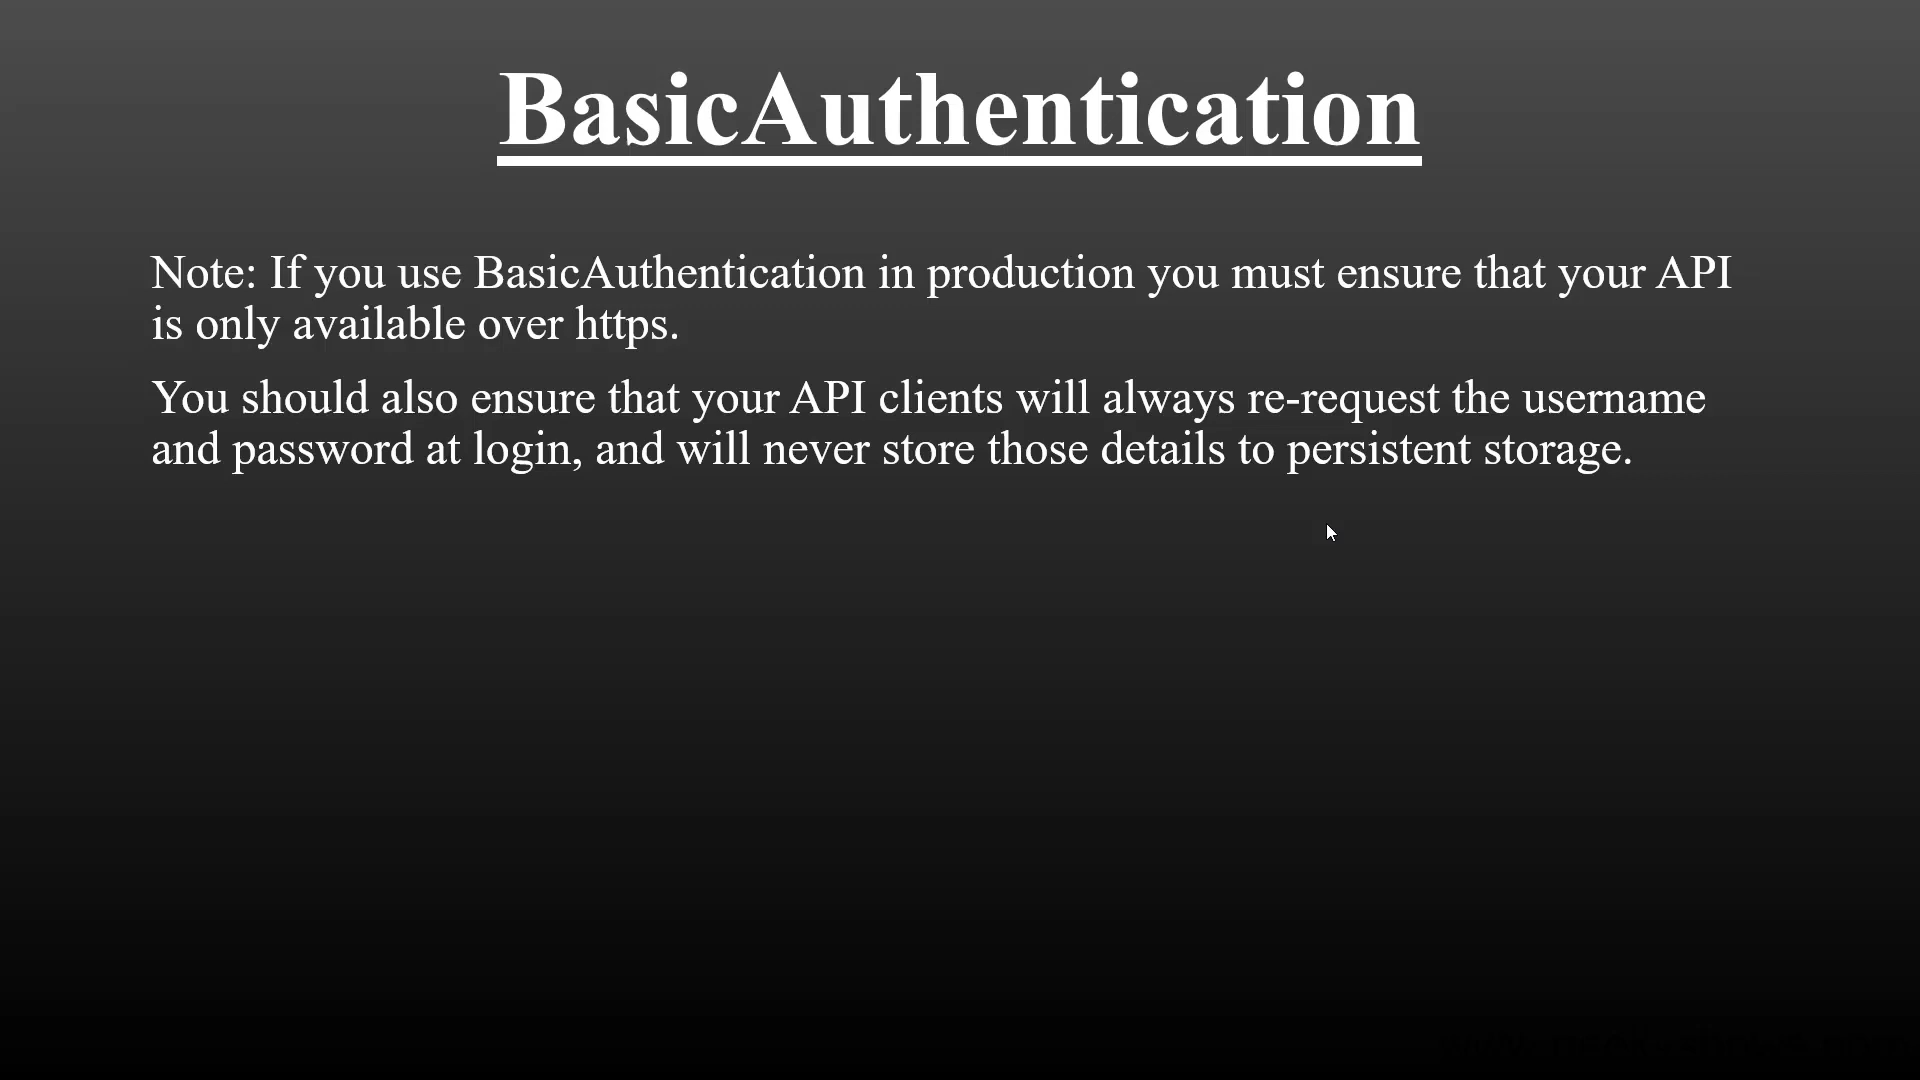 BasicAuthentication
Note: If you use BasicAuthentication in production you must ensure that your API
is only available over https.
You should also ensure that your API clients will always re-request the username
and password at login, and will never store those details to persistent storage.